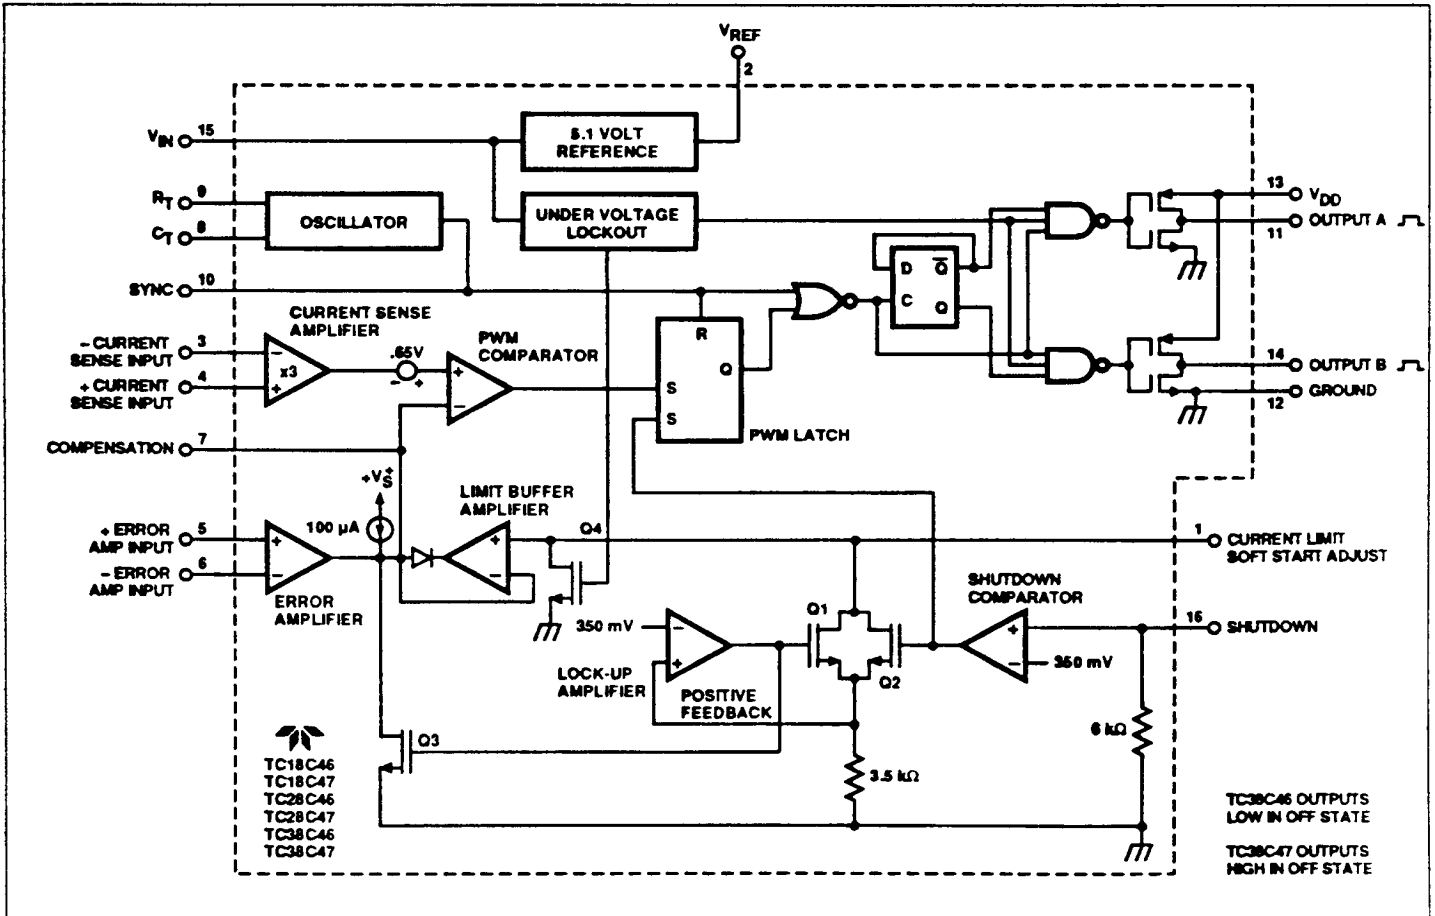 VREF
2
VIN 15
5.1 VOLT
REFERENCE
RT 9
CT 8
OSCILLATOR
UNDER VOLTAGE
LOCKOUT
13 VDD
11 OUTPUT A
SYNC 10
D Q
C Q
CURRENT SENSE
AMPLIFIER
– CURRENT 3
SENSE INPUT
+ CURRENT 4
SENSE INPUT
–
x3
+
.65V
– +
PWM
COMPARATOR
+
–
R
Q
S
S
PWM LATCH
14 OUTPUT B
GROUND
12
COMPENSATION 7
+VS+
100 µA
LIMIT BUFFER
AMPLIFIER
+
–
Q4
+ ERROR 5
AMP INPUT
– ERROR 6
AMP INPUT
+
–
ERROR
AMPLIFIER
1 CURRENT LIMIT
SOFT START ADJUST
SHUTDOWN
COMPARATOR
16 SHUTDOWN
+
–
350 mV
350 mV
–
+
LOCK-UP
AMPLIFIER
POSITIVE
FEEDBACK
Q1
Q2
Q3
6 kΩ
3.5 kΩ
TC18C46
TC18C47
TC28C46
TC28C47
TC38C46
TC38C47
TC38C46 OUTPUTS
LOW IN OFF STATE
TC38C47 OUTPUTS
HIGH IN OFF STATE